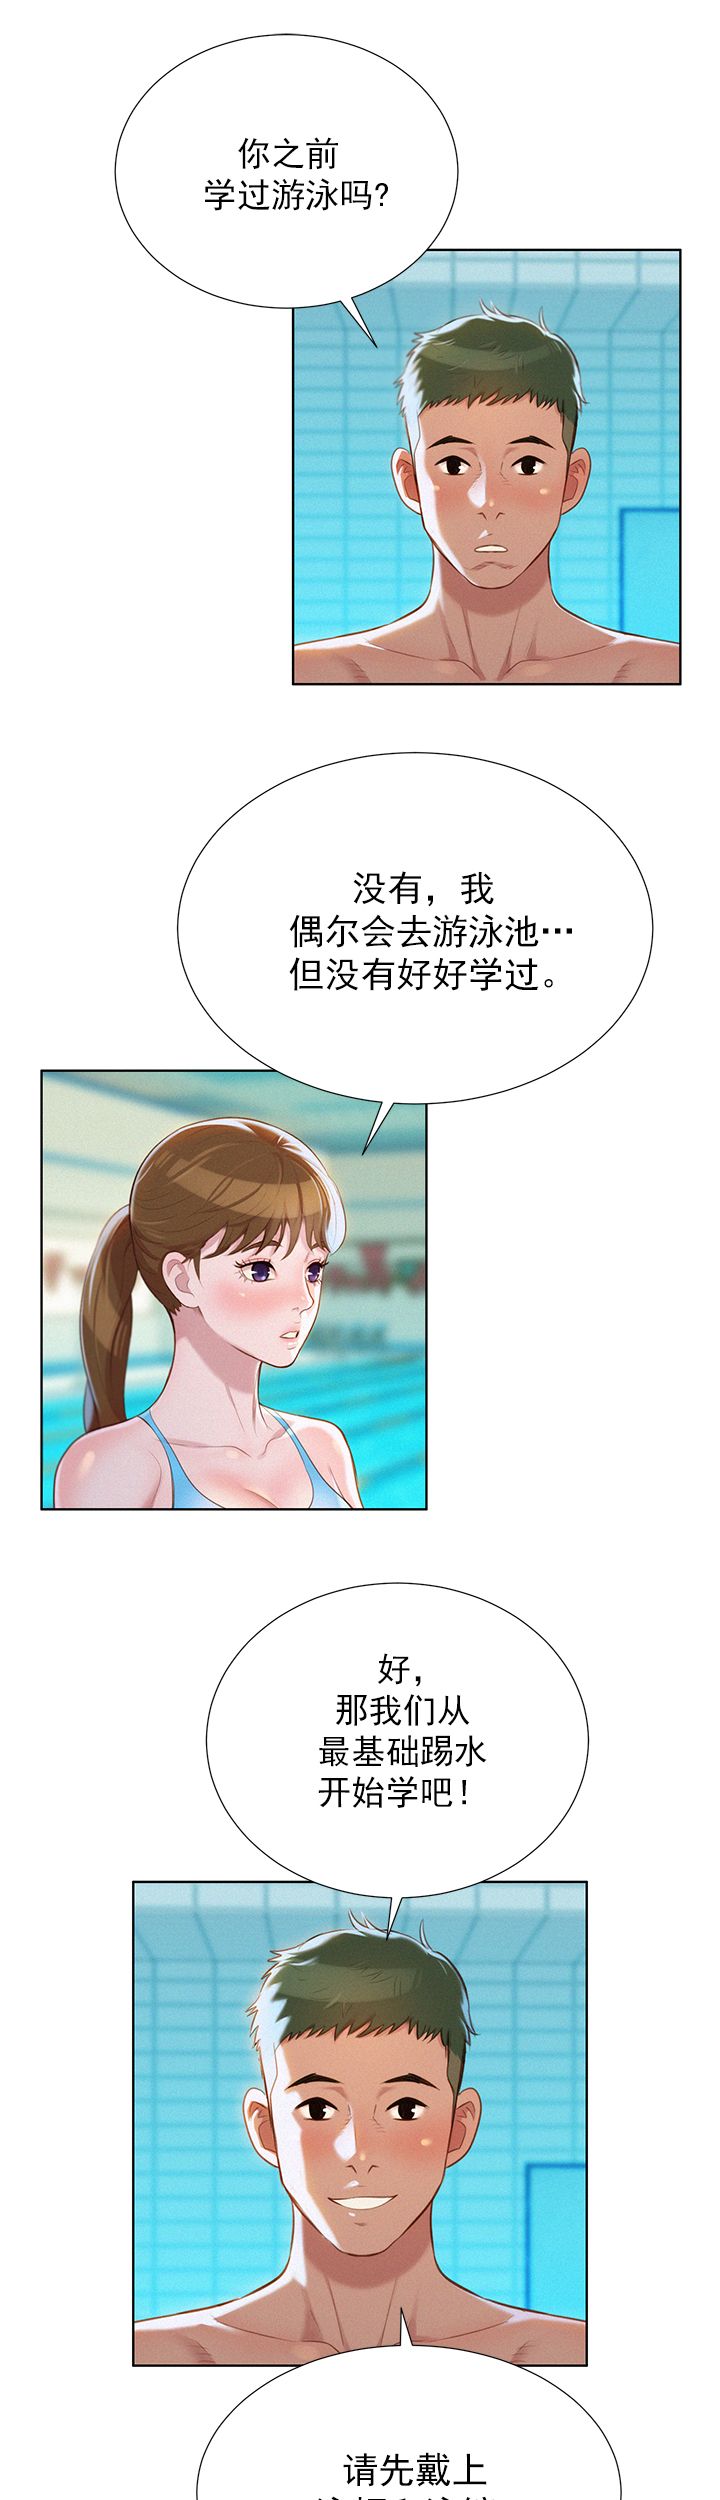 你之前
学过游泳吗?
没有，我
偶尔会去游泳池…
但没有好好学过。
好，
那我们从
最基础踢水
开始学吧！
请先戴上